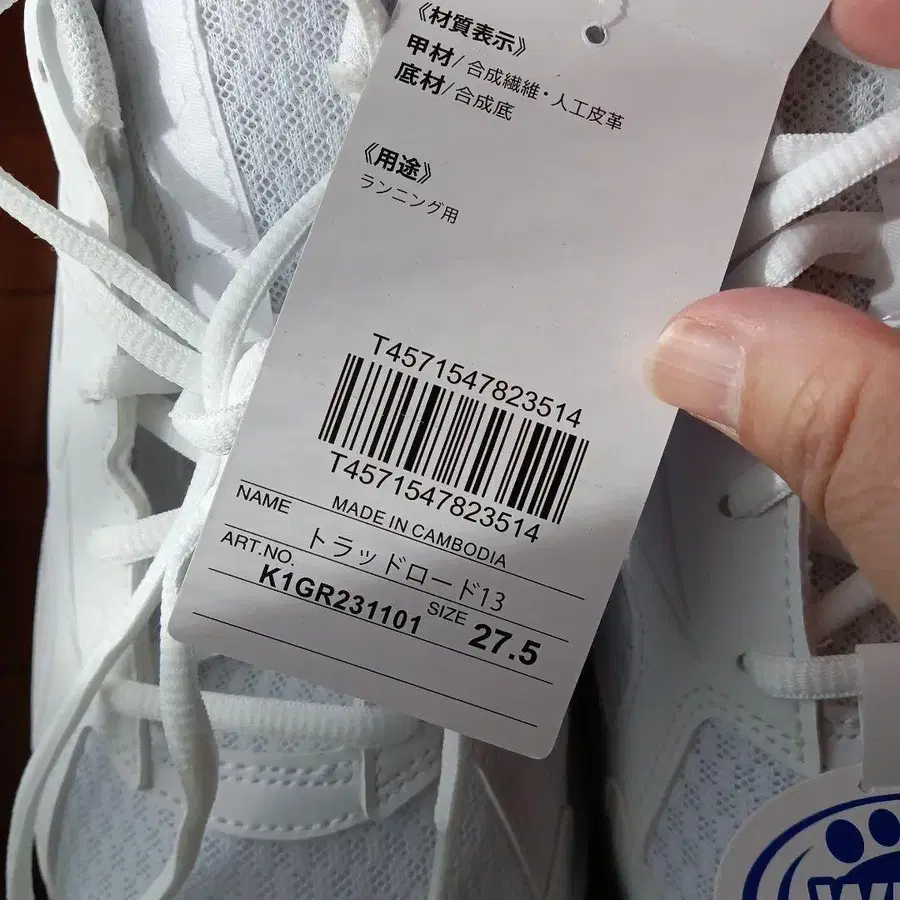 《材質表示》
甲材/合成繊維・人工皮革
底材/合成底
《用途》
ランニング用
T4571547823514
T4571547823514
MADE IN CAMBODIA
NAME トラッドロード13
ART.NO. K1GR231101 SIZE 27.5